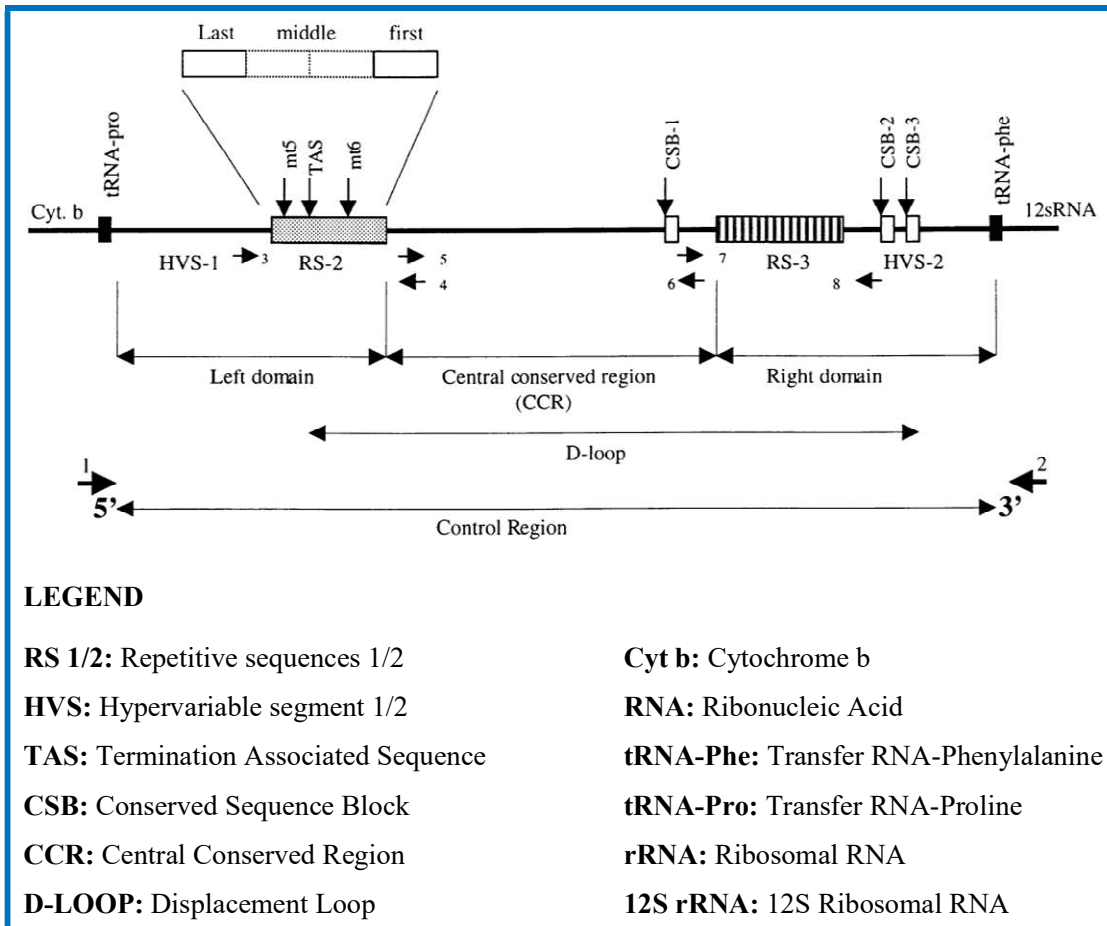 Last middle first
tRNA-pro
mt5
TAS
mt6
CSB-1
CSB-2
CSB-3
tRNA-phe
Cyt. b
12sRNA
HVS-1 3 RS-2 5 7 RS-3 HVS-2
4 6 8
Left domain Central conserved region Right domain
(CCR)
D-loop
1 2
5’ 3’
Control Region
LEGEND
RS 1/2: Repetitive sequences 1/2 Cyt b: Cytochrome b
HVS: Hypervariable segment 1/2 RNA: Ribonucleic Acid
TAS: Termination Associated Sequence tRNA-Phe: Transfer RNA-Phenylalanine
CSB: Conserved Sequence Block tRNA-Pro: Transfer RNA-Proline
CCR: Central Conserved Region rRNA: Ribosomal RNA
D-LOOP: Displacement Loop 12S rRNA: 12S Ribosomal RNA